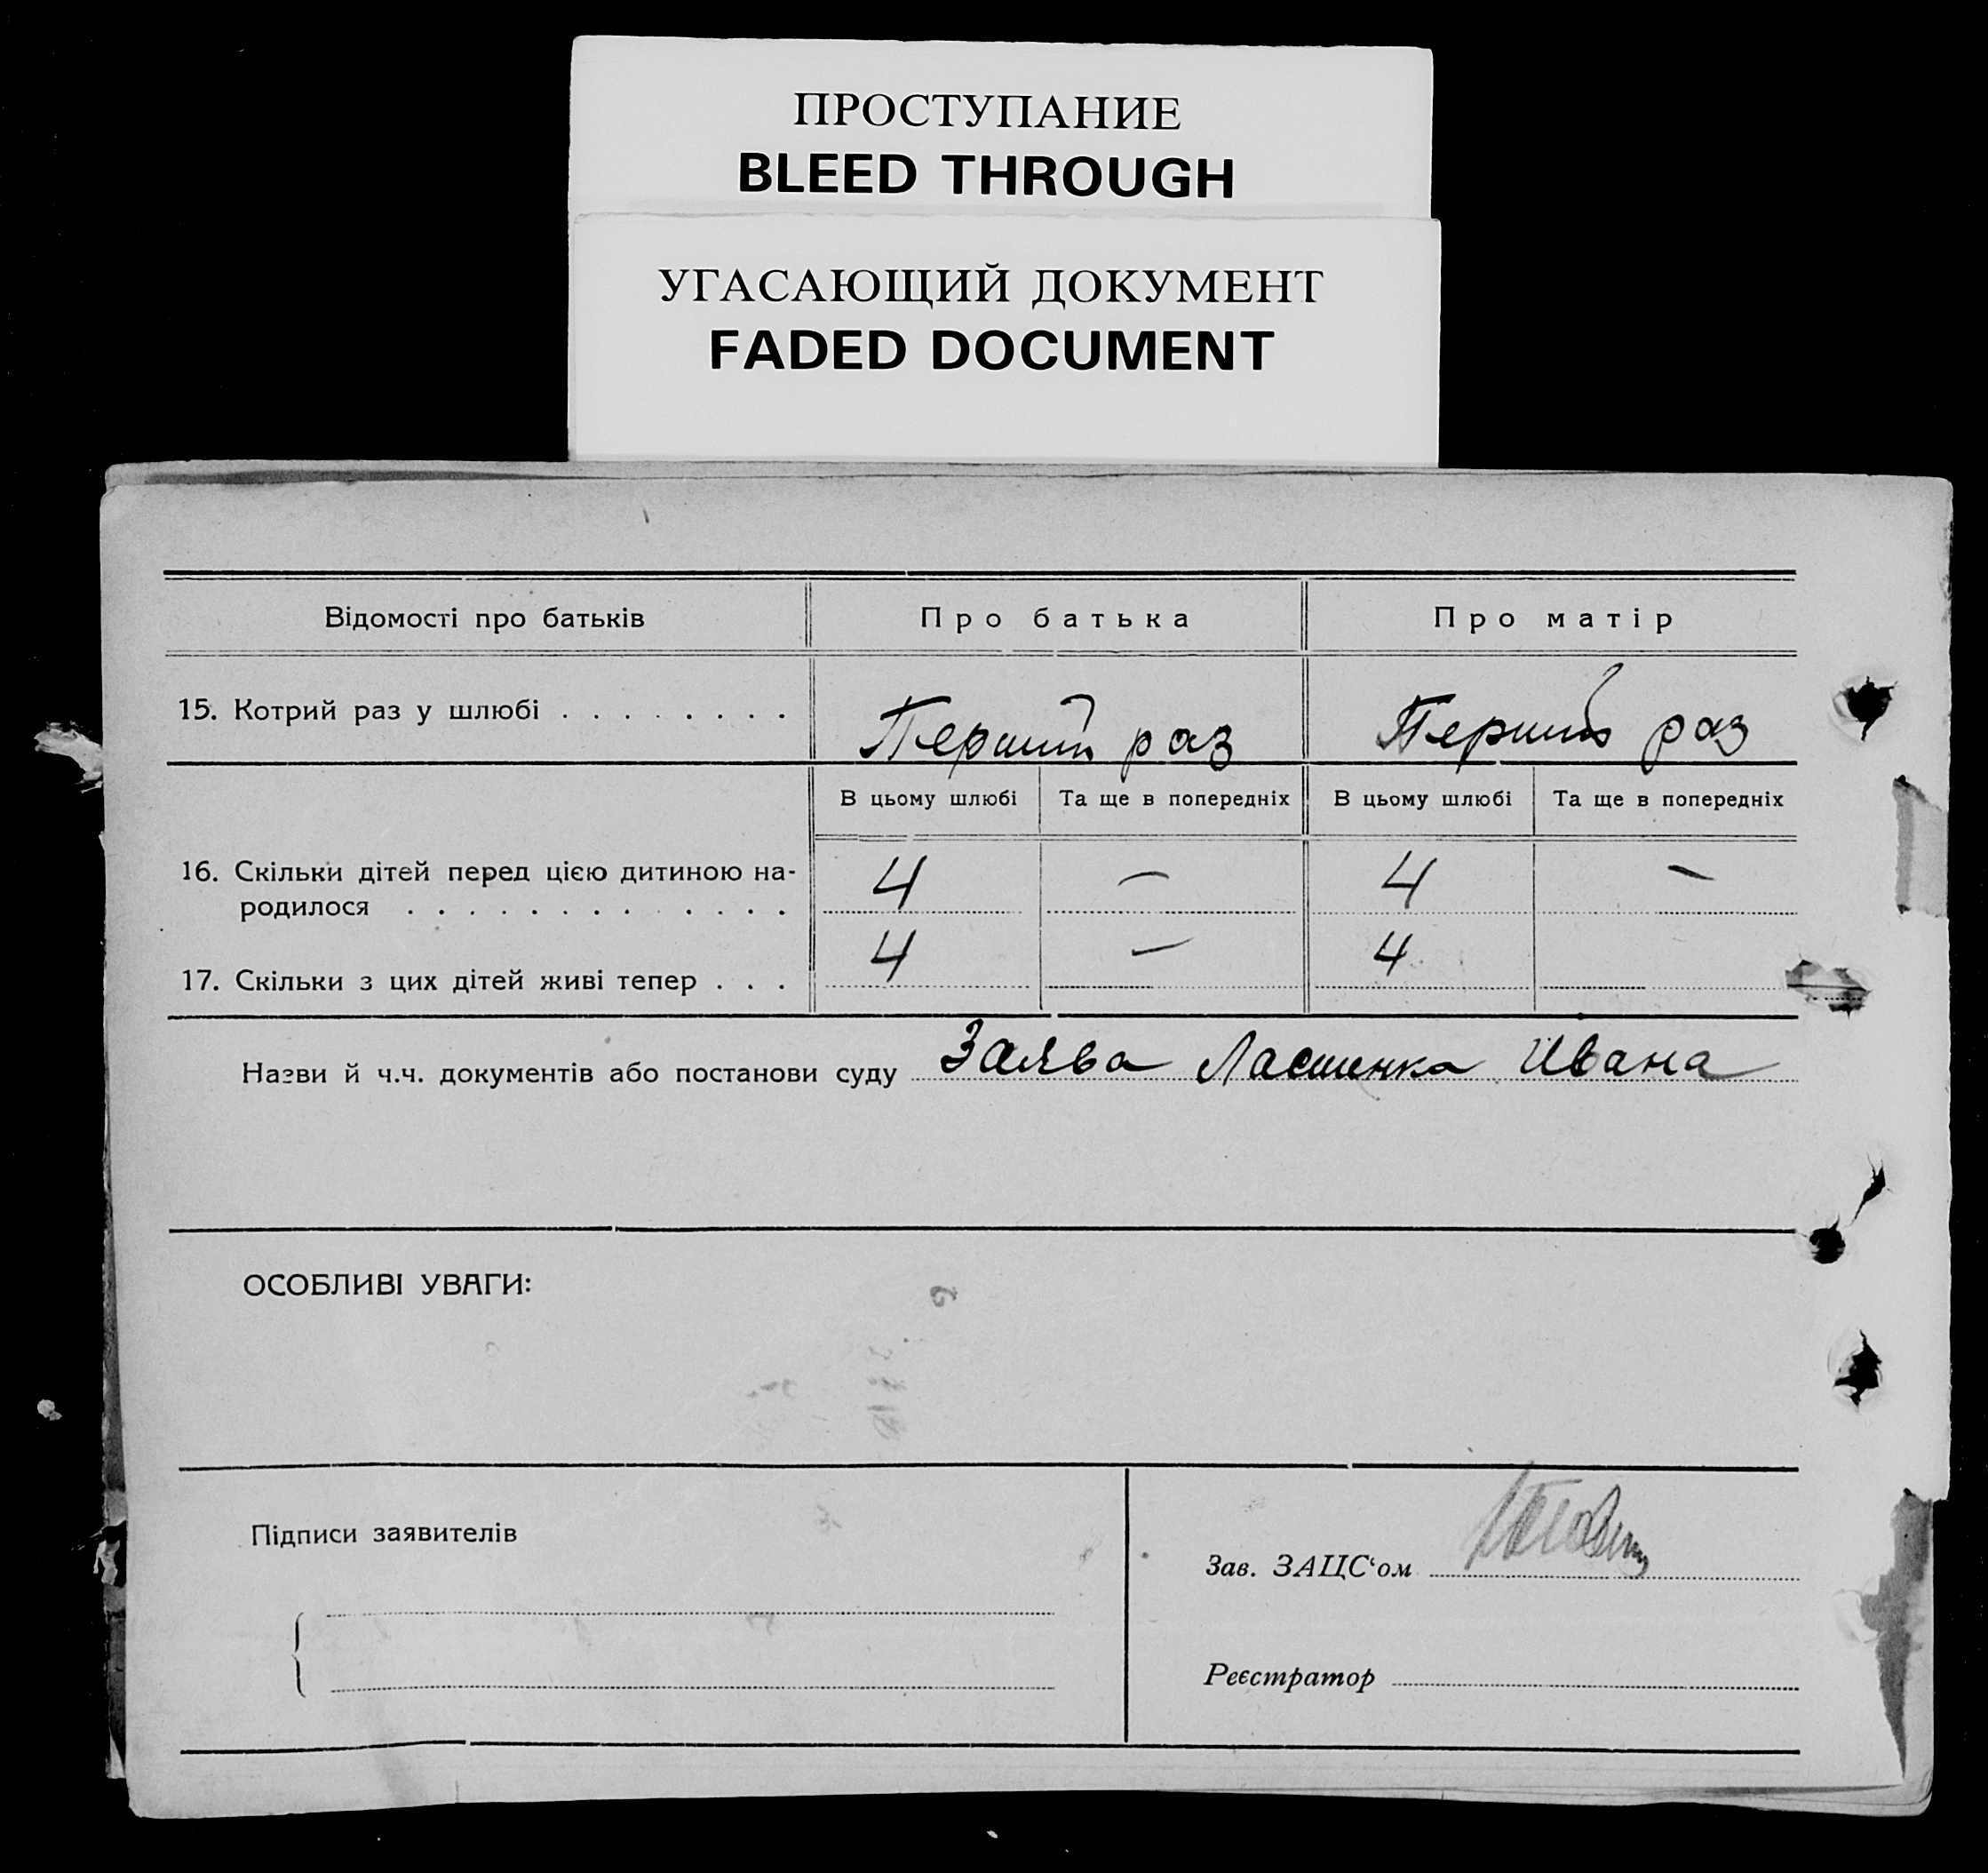 ПРОСТУПАНИЕ
BLEED THROUGH
УГАСАЮЩИЙ ДОКУМЕНТ
FADED DOCUMENT
Відомості про батьків Про батька Про матір
15. Котрий раз у шлюбі . . . . . . . . Перший раз Перший раз
В цьому шлюбі Та ще в попередніх В цьому шлюбі Та ще в попередніх
16. Скільки дітей перед цією дитиною на-
родилося . . . . . . . . . . . . . 4 — 4 —
17. Скільки з цих дітей живі тепер . . . 4 — 4
Назви й ч.ч. документів або постанови суду Заява Ивана
ОСОБЛИВІ УВАГИ:
Підписи заявителів
Зав. ЗАЦС‘ом
Реєстратор